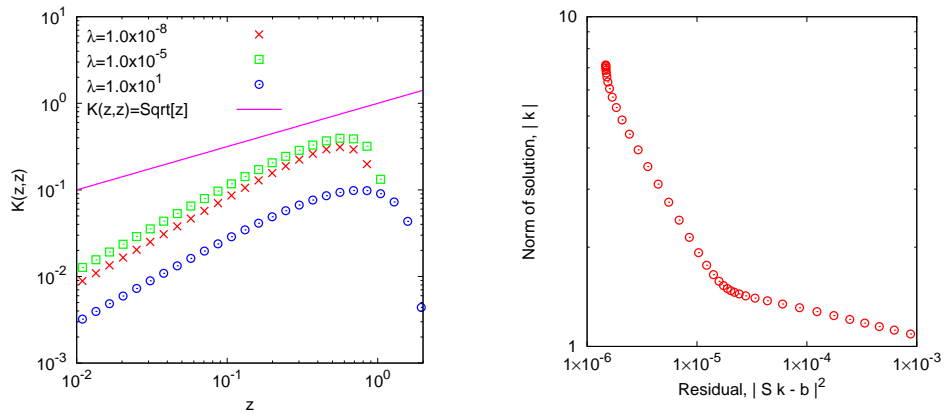 10^1
10^0
10^-1
10^-2
10^-3
K(z,z)
λ=1.0x10^-8
λ=1.0x10^-5
λ=1.0x10^1
K(z,z)=Sqrt[z]
10^-2
10^-1
10^0
z
10
1
Norm of solution, | k |
1×10^-6
1×10^-5
1×10^-4
1×10^-3
Residual, | S k - b |^2